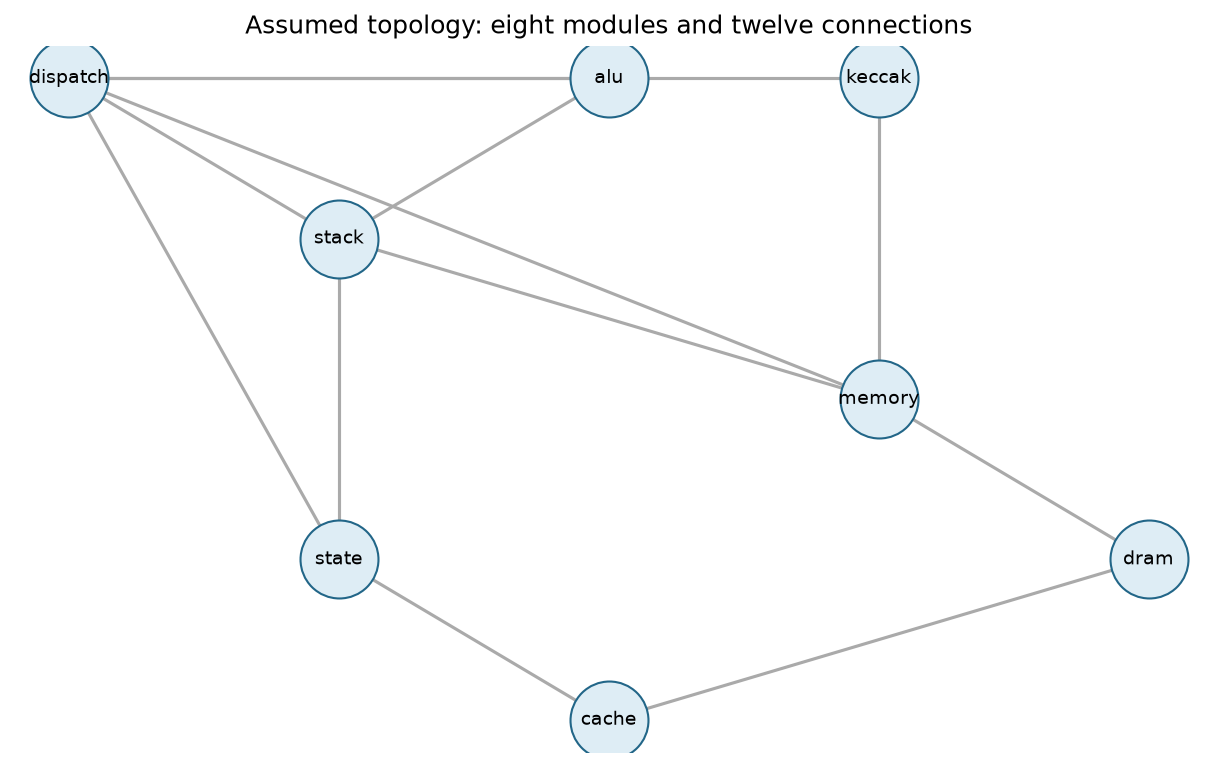 Assumed topology: eight modules and twelve connections
dispatch
alu
keccak
stack
memory
state
dram
cache